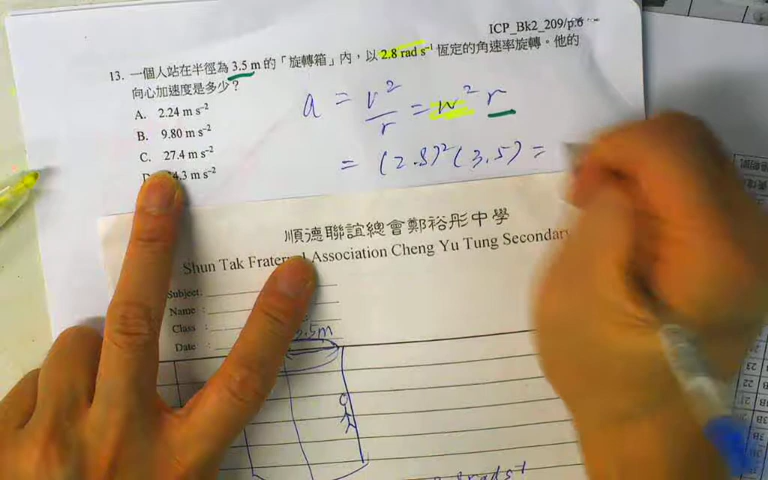 ICP_Bk2_209/p.6
13. 一個人站在半徑為 3.5 m 的「旋轉箱」內，以 2.8 rad s⁻¹ 恆定的角速率旋轉。他的
向心加速度是多少？
A. 2.24 m s⁻²
B. 9.80 m s⁻²
C. 27.4 m s⁻²
4.3 m s⁻²
a = v²/r = w² r
= (2.8)² (3.5) =
順德聯誼總會鄭裕彤中學
Shun Tak Association Cheng Yu Tung Secondary
Subject:
Name :
Class :
Date :
.5m
rad s⁻¹